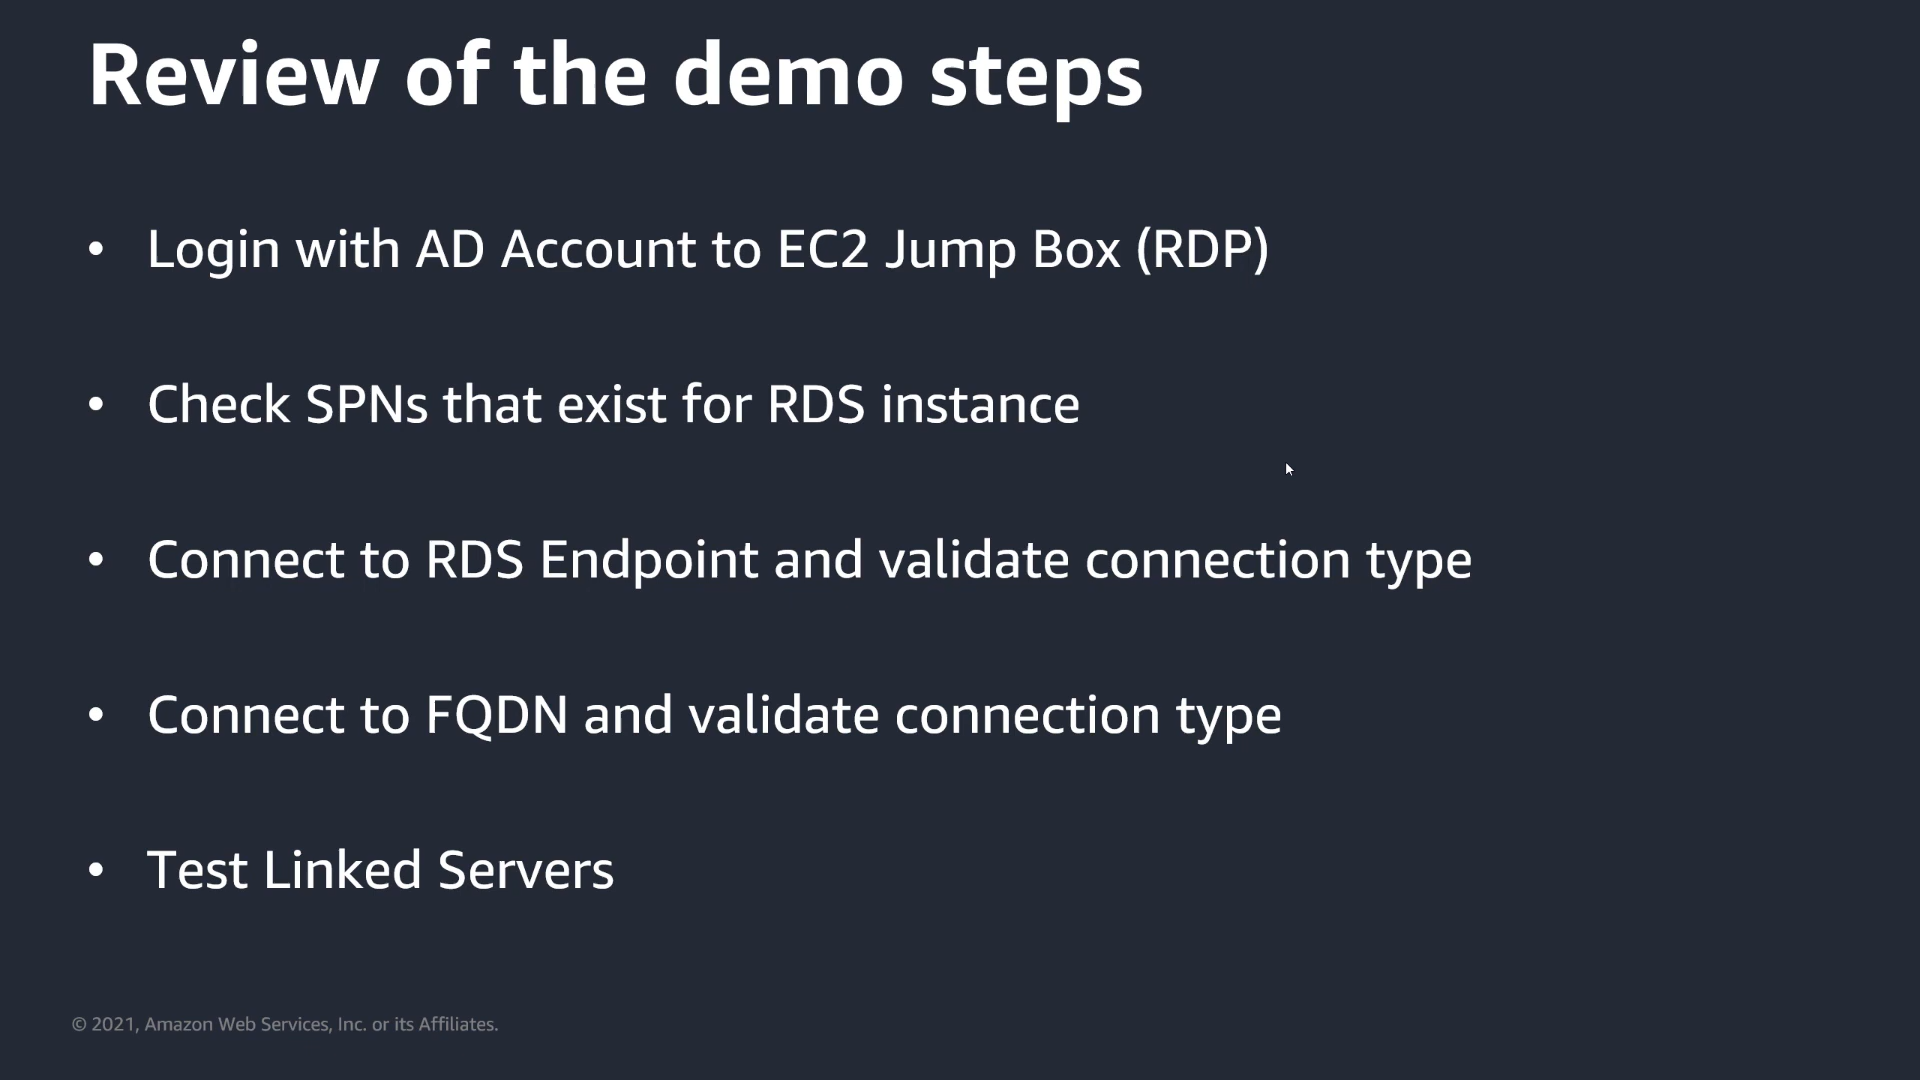 Review of the demo steps
• Login with AD Account to EC2 Jump Box (RDP)
• Check SPNs that exist for RDS instance
• Connect to RDS Endpoint and validate connection type
• Connect to FQDN and validate connection type
• Test Linked Servers
© 2021, Amazon Web Services, Inc. or its Affiliates.